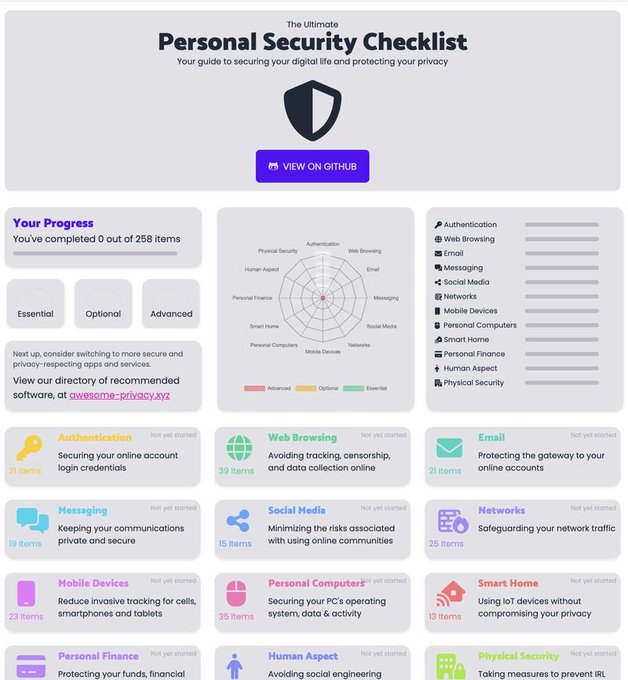 The Ultimate
Personal Security Checklist
Your guide to securing your digital life and protecting your privacy
VIEW ON GITHUB
Your Progress
You've completed 0 out of 258 items
Essential
Optional
Advanced
Next up, consider switching to more secure and
privacy-respecting apps and services.
View our directory of recommended
software, at awesome-privacy.xyz
Authentication
Web Browsing
Email
Messaging
Social Media
Networks
Mobile Devices
Personal Computers
Smart Home
Personal Finance
Human Aspect
Physical Security
Advanced
Optional
Essential
Authentication
Web Browsing
Email
Messaging
Social Media
Networks
Mobile Devices
Personal Computers
Smart Home
Personal Finance
Human Aspect
Physical Security
Authentication
Not yet started
Securing your online account
login credentials
21 Items
Web Browsing
Not yet started
Avoiding tracking, censorship,
and data collection online
39 Items
Email
Not yet started
Protecting the gateway to your
online accounts
21 Items
Messaging
Not yet started
Keeping your communications
private and secure
19 Items
Social Media
Not yet started
Minimizing the risks associated
with using online communities
15 Items
Networks
Not yet started
Safeguarding your network traffic
25 Items
Mobile Devices
Not yet started
Reduce invasive tracking for cells,
smartphones and tablets
23 Items
Personal Computers
Not yet started
Securing your PC's operating
system, data & activity
35 Items
Smart Home
Not yet started
Using IoT devices without
compromising your privacy
13 Items
Personal Finance
Not yet started
Protecting your funds, financial
Human Aspect
Not yet started
Avoiding social engineering
Physical Security
Not yet started
Taking measures to prevent IRL